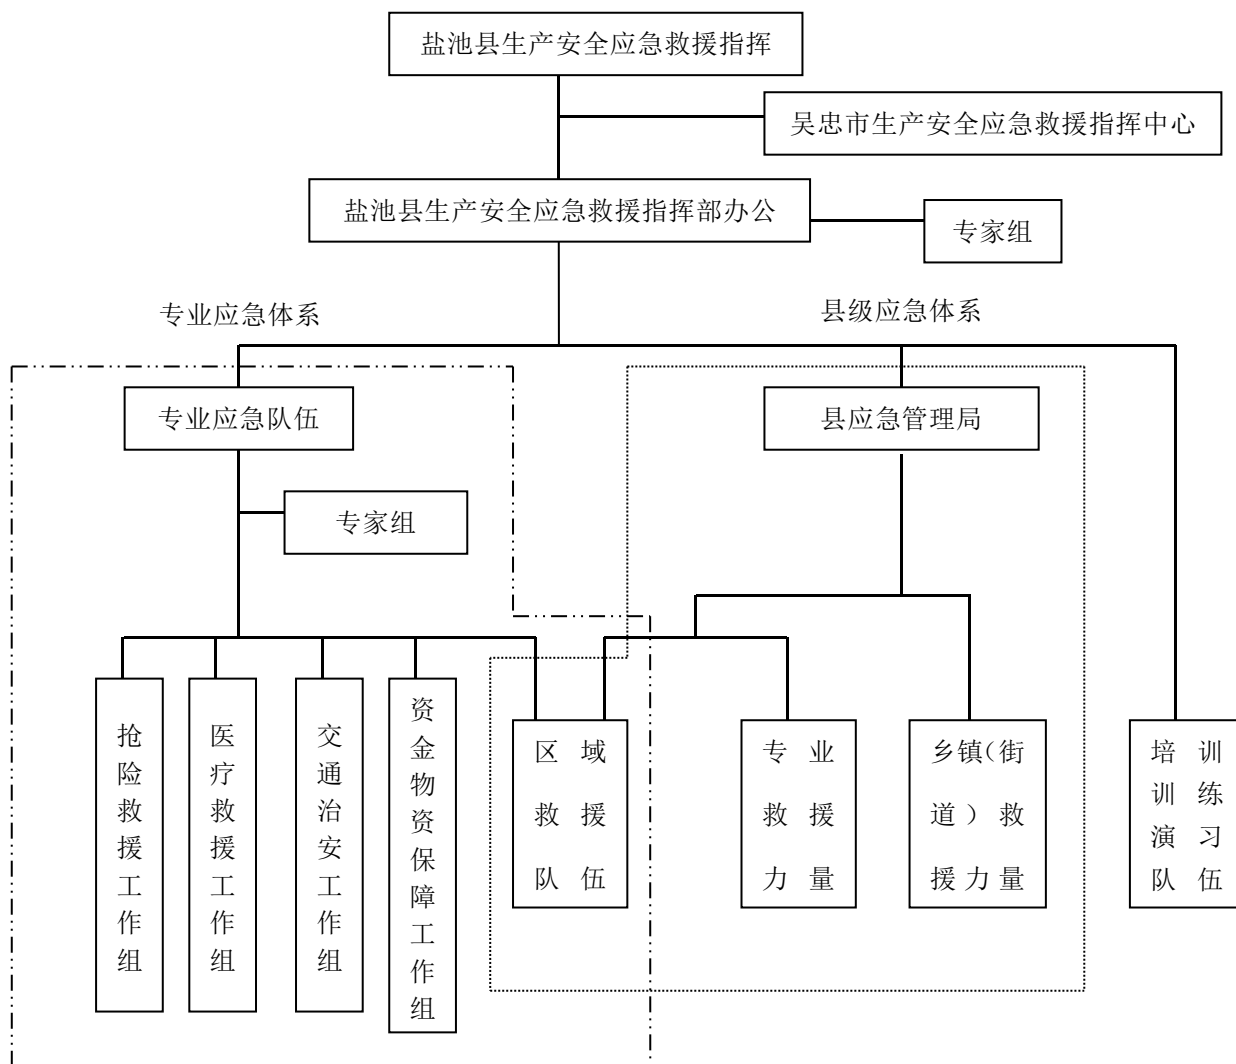 盐池县生产安全应急救援指挥
吴忠市生产安全应急救援指挥中心
盐池县生产安全应急救援指挥部办公
专家组
专业应急体系
县级应急体系
专业应急队伍
县应急管理局
专家组
抢险救援工作组
医疗救援工作组
交通治安工作组
资金物资保障工作组
区域
救援
队伍
专业
救援
力量
乡镇（街
道）救
援力量
培训
训练
演习
队伍